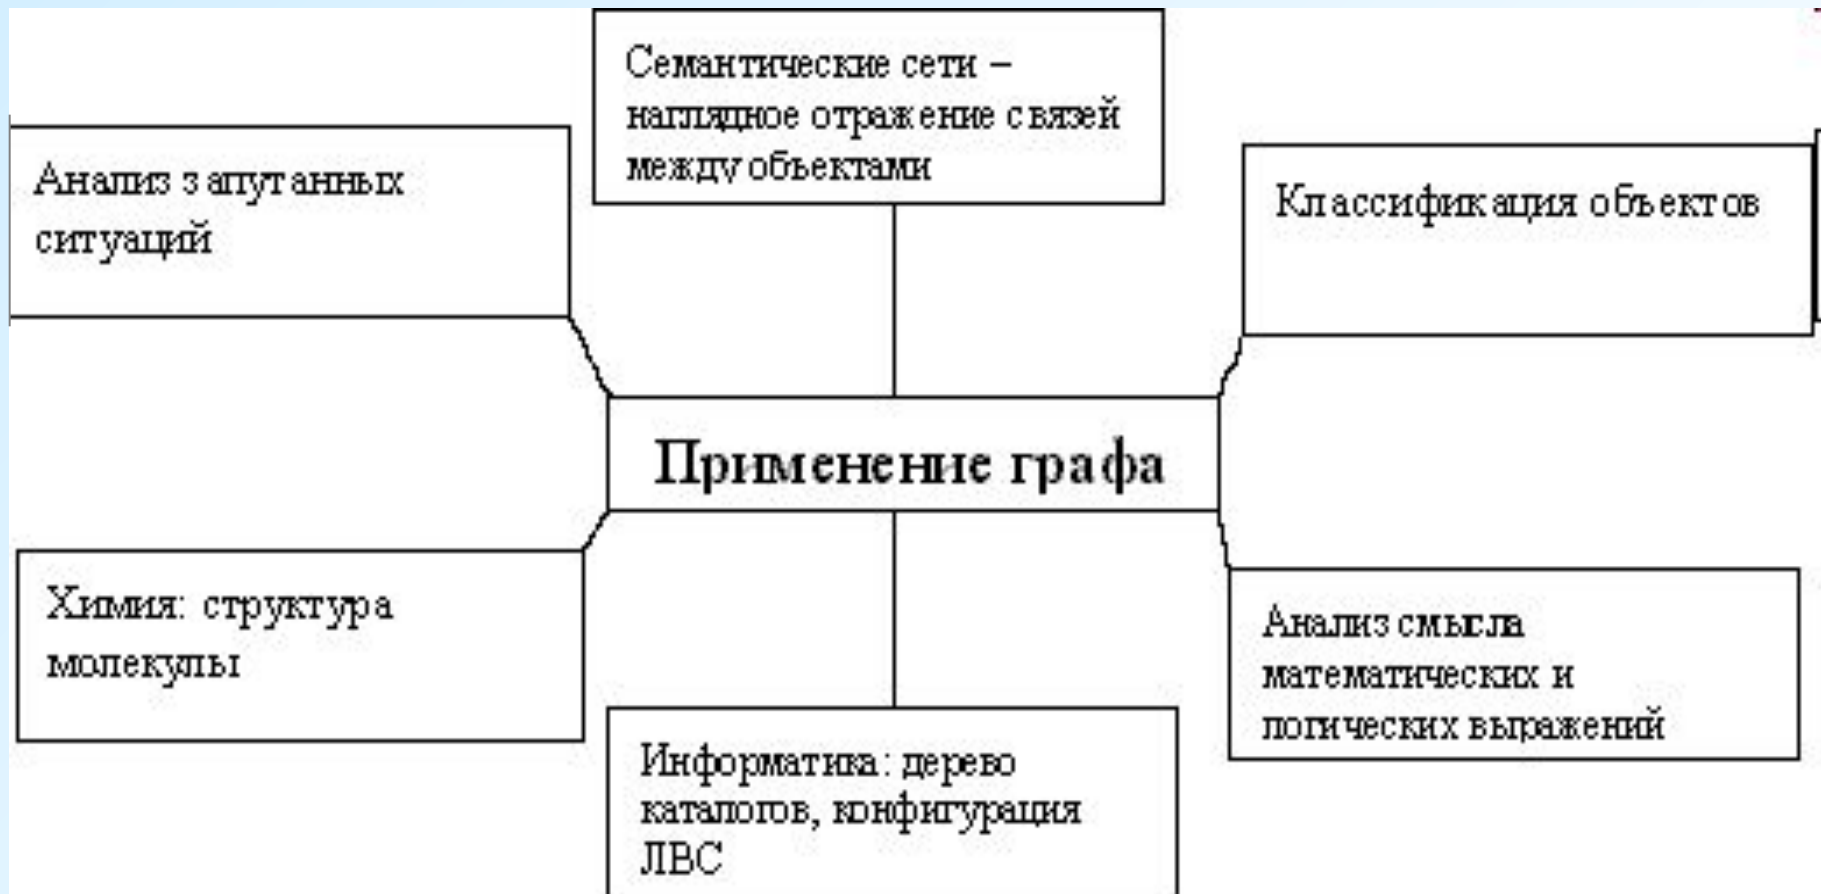 Семантические сети –
наглядное отражение связей
между объектами
Анализ запутанных
ситуаций
Классификация объектов
Применение графа
Химия: структура
молекулы
Анализ смысла
математических и
логических выражений
Информатика: дерево
каталогов, конфигурация
ЛВС